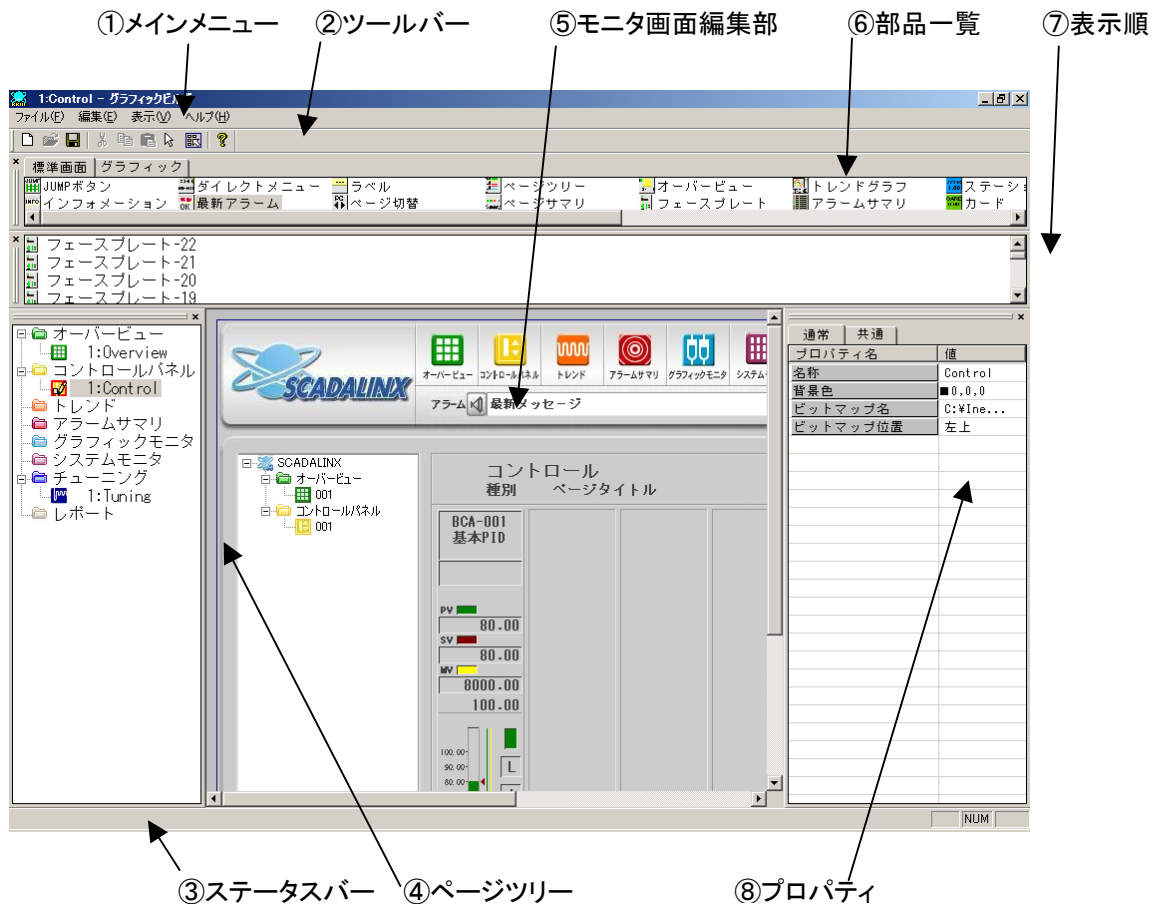 ①メインメニュー ②ツールバー ⑤モニタ画面編集部 ⑥部品一覧 ⑦表示順
1:Control - グラフィックビル
ファイル(F) 編集(E) 表示(V) ヘルプ(H)
標準画面 グラフィック
JUMPボタン ダイレクトメニュー ラベル ページツリー オーバービュー トレンドグラフ ステーショ
インフォメーション 最新アラーム ページ切替 ページサマリ フェースプレート アラームサマリ カード
フェースプレート-22
フェースプレート-21
フェースプレート-20
フェースプレート-19
オーバービュー
1:Overview
コントロールパネル
1:Control
トレンド
アラームサマリ
グラフィックモニタ
システムモニタ
チューニング
1:Tuning
レポート
SCADALINX
オーバービュー コントロールパネル トレンド アラームサマリ グラフィックモニタ システム
アラーム 最新メッセージ
SCADALINX
オーバービュー
001
コントロールパネル
001
コントロール
種別 ページタイトル
BCA-001
基本PID
PV
80.00
SV
80.00
MV
8000.00
100.00
100.00
90.00
80.00
L
通常 共通
プロパティ名 値
名称 Control
背景色 ■0,0,0
ビットマップ名 C:¥Ine...
ビットマップ位置 左上
NUM
③ステータスバー ④ページツリー ⑧プロパティ